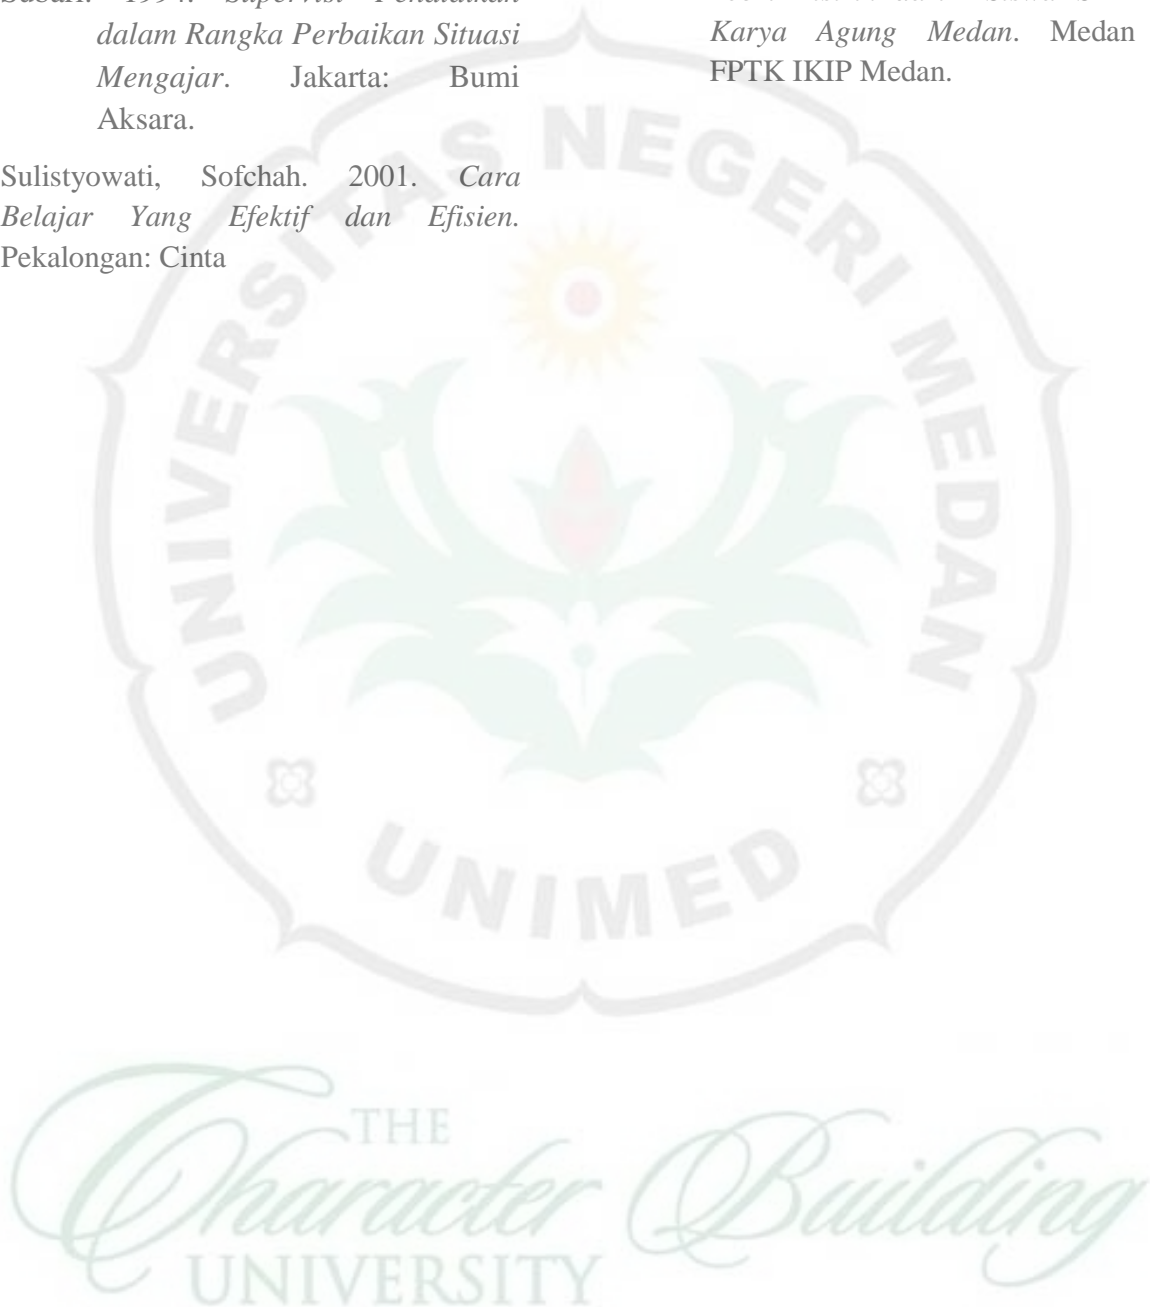 Subari. 1994. Supervisi Pendidikan
dalam Rangka Perbaikan Situasi
Mengajar. Jakarta: Bumi
Aksara.
Sulistyowati, Sofchah. 2001. Cara
Belajar Yang Efektif dan Efisien.
Pekalongan: Cinta
Karya Agung Medan. Medan
FPTK IKIP Medan.
UNIVERSITAS NEGERI MEDAN
UNIMED
THE
Character Building
UNIVERSITY